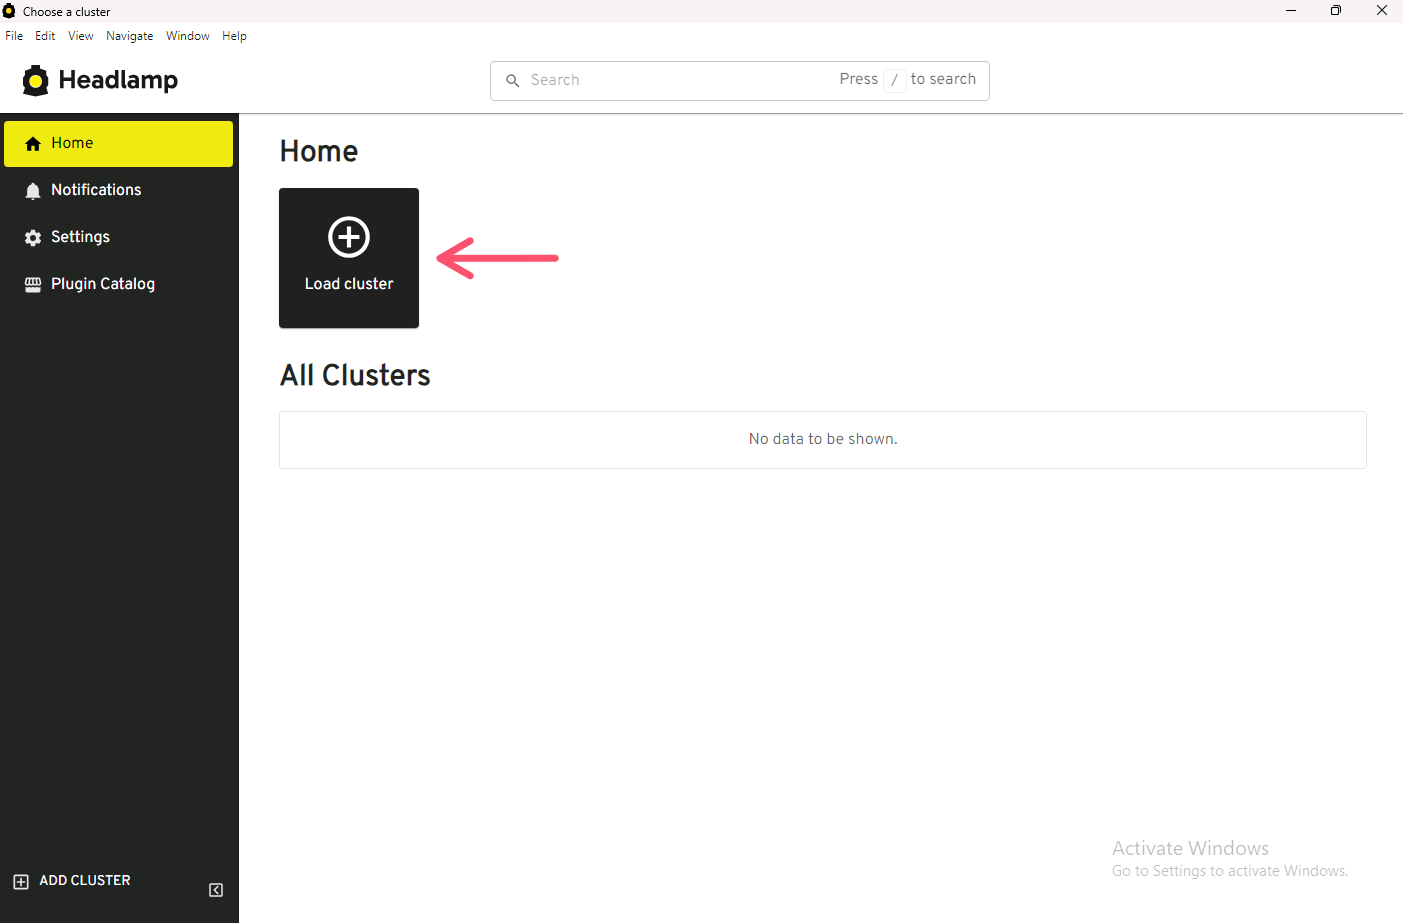 Choose a cluster
File Edit View Navigate Window Help
Headlamp
Search Press / to search
Home
Notifications
Settings
Plugin Catalog
ADD CLUSTER
Home
Load cluster
All Clusters
No data to be shown.
Activate Windows
Go to Settings to activate Windows.